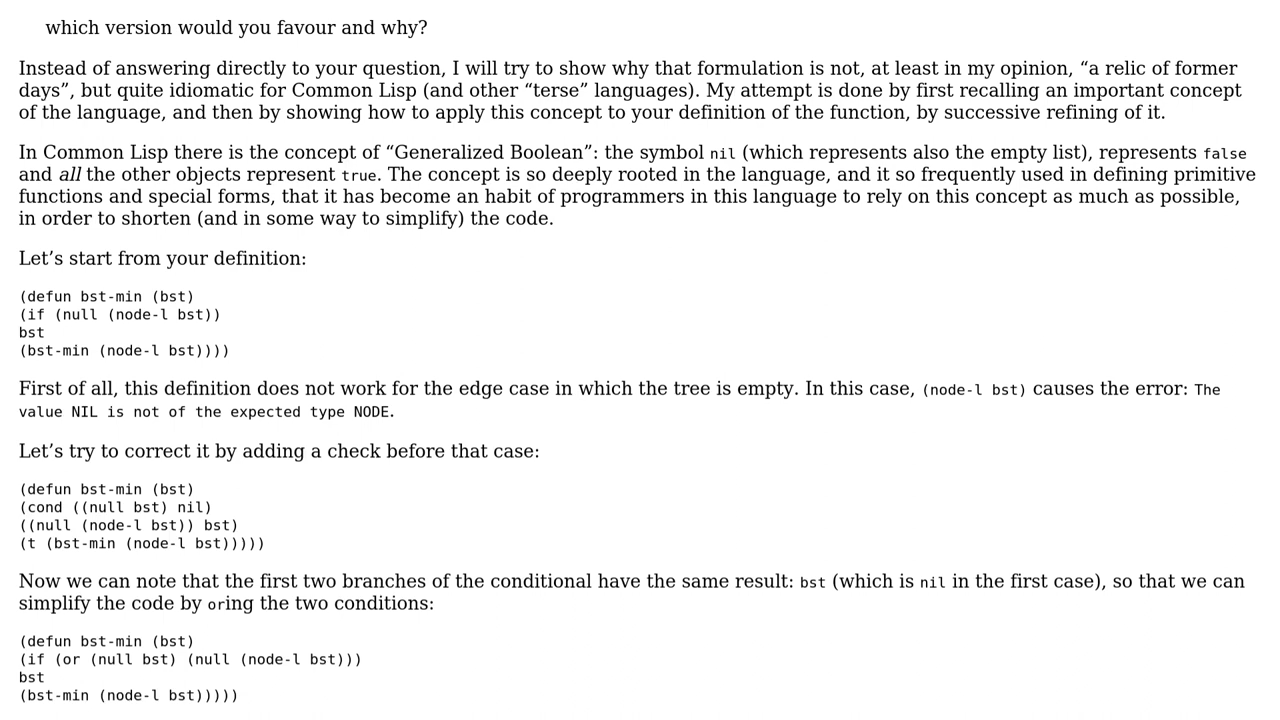 which version would you favour and why?
Instead of answering directly to your question, I will try to show why that formulation is not, at least in my opinion, “a relic of former
days”, but quite idiomatic for Common Lisp (and other “terse” languages). My attempt is done by first recalling an important concept
of the language, and then by showing how to apply this concept to your definition of the function, by successive refining of it.
In Common Lisp there is the concept of “Generalized Boolean”: the symbol nil (which represents also the empty list), represents false
and all the other objects represent true. The concept is so deeply rooted in the language, and it so frequently used in defining primitive
functions and special forms, that it has become an habit of programmers in this language to rely on this concept as much as possible,
in order to shorten (and in some way to simplify) the code.
Let’s start from your definition:
(defun bst-min (bst)
(if (null (node-l bst))
bst
(bst-min (node-l bst))))
First of all, this definition does not work for the edge case in which the tree is empty. In this case, (node-l bst) causes the error: The
value NIL is not of the expected type NODE.
Let’s try to correct it by adding a check before that case:
(defun bst-min (bst)
(cond ((null bst) nil)
((null (node-l bst)) bst)
(t (bst-min (node-l bst)))))
Now we can note that the first two branches of the conditional have the same result: bst (which is nil in the first case), so that we can
simplify the code by oring the two conditions:
(defun bst-min (bst)
(if (or (null bst) (null (node-l bst)))
bst
(bst-min (node-l bst)))))